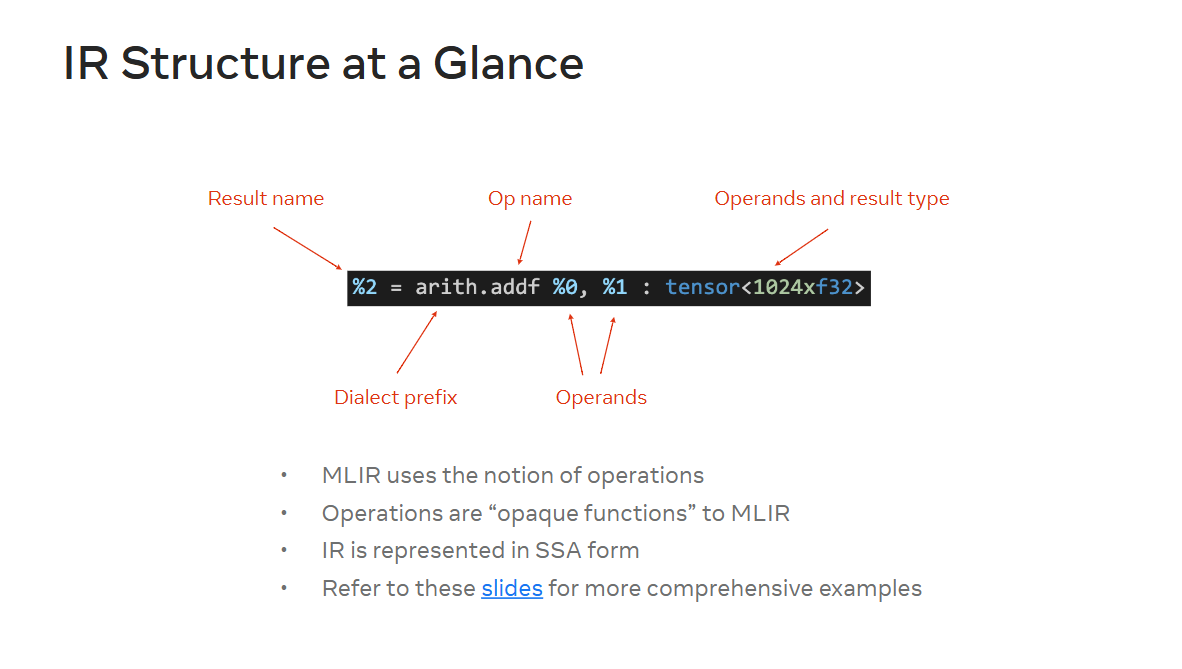 IR Structure at a Glance
Result name
Op name
Operands and result type
%2 = arith.addf %0, %1 : tensor<1024xf32>
Dialect prefix
Operands
• MLIR uses the notion of operations
• Operations are “opaque functions” to MLIR
• IR is represented in SSA form
• Refer to these slides for more comprehensive examples